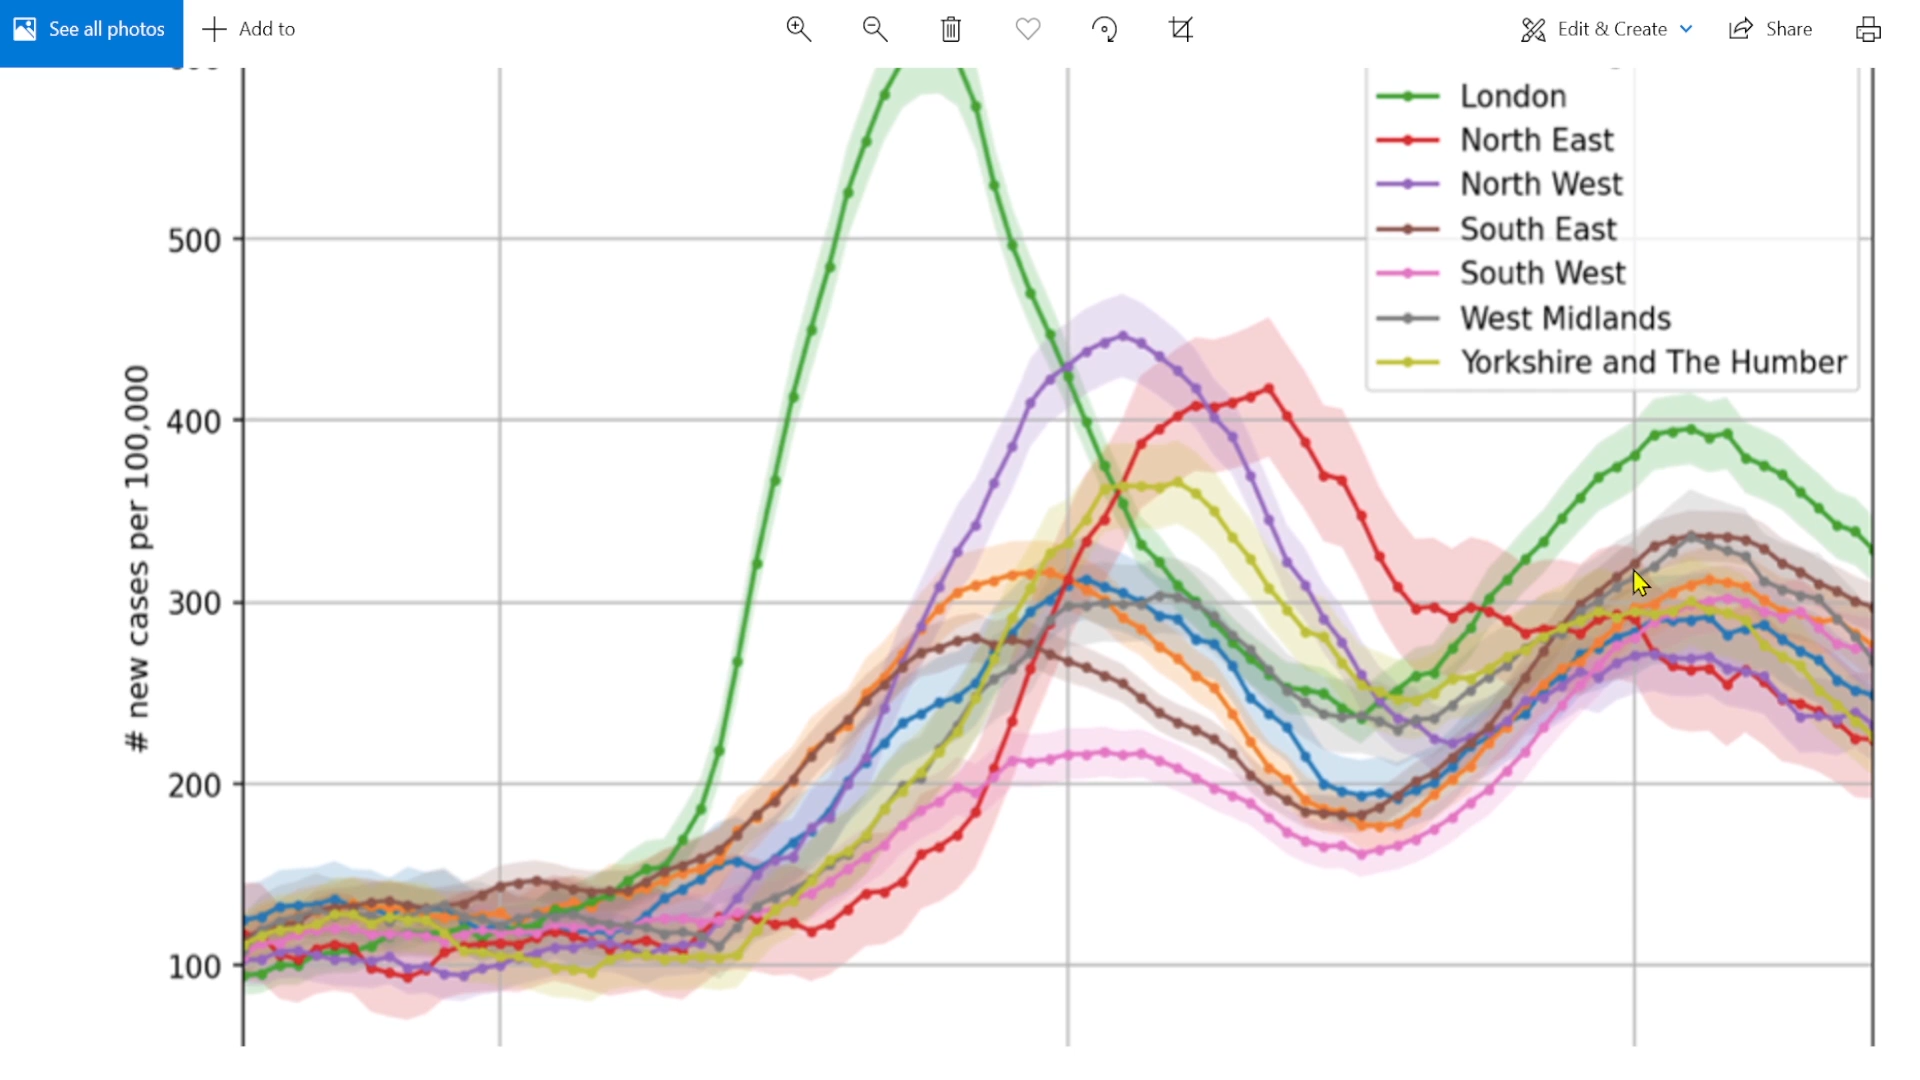 See all photos
Add to
Edit & Create
Share
London
North East
North West
South East
South West
West Midlands
Yorkshire and The Humber
# new cases per 100,000
500
400
300
200
100